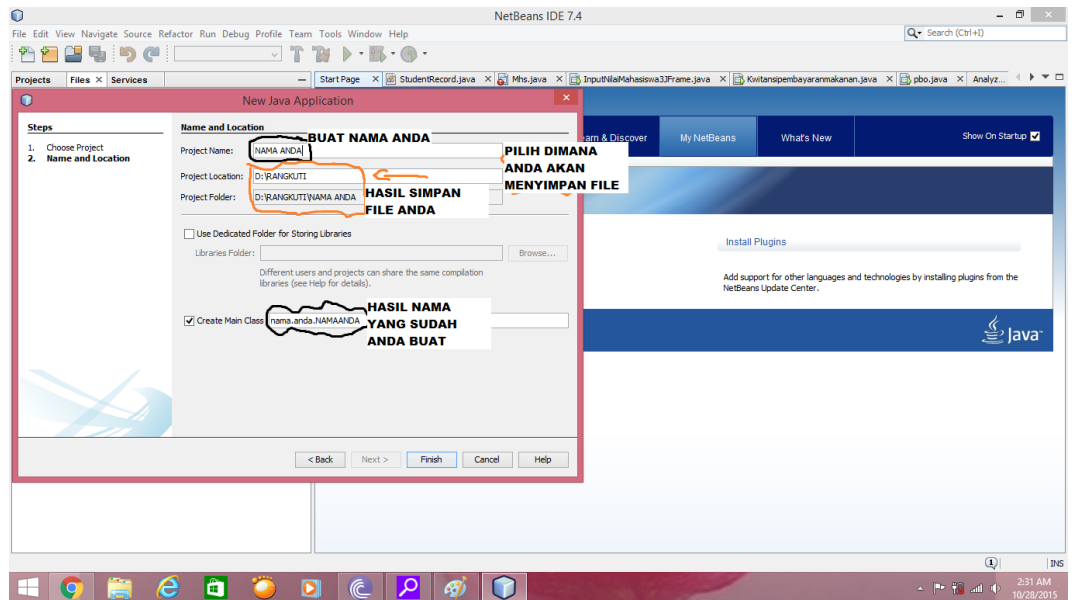 NetBeans IDE 7.4
File Edit View Navigate Source Refactor Run Debug Profile Team Tools Window Help
Search (Ctrl+I)
Projects Files Services
Start Page StudentRecord.java Mhs.java InputNilaiMahasiswa3JFrame.java Kwitansipembayaranmakanan.java pbo.java Analyz...
New Java Application
Steps
1. Choose Project
2. Name and Location
Name and Location
BUAT NAMA ANDA
Project Name: NAMA ANDA
PILIH DIMANA
ANDA AKAN
MENYIMPAN FILE
Project Location: D:\RANGKUTI
Project Folder: D:\RANGKUTI\NAMA ANDA
HASIL SIMPAN
FILE ANDA
Use Dedicated Folder for Storing Libraries
Libraries Folder:
Browse...
Different users and projects can share the same compilation
libraries (see Help for details).
Create Main Class nama.anda.NAMAANDA
HASIL NAMA
YANG SUDAH
ANDA BUAT
< Back Next > Finish Cancel Help
& Discover My NetBeans What's New Show On Startup
Install Plugins
Add support for other languages and technologies by installing plugins from the
NetBeans Update Center.
Java
1 INS
2:31 AM
10/28/2015